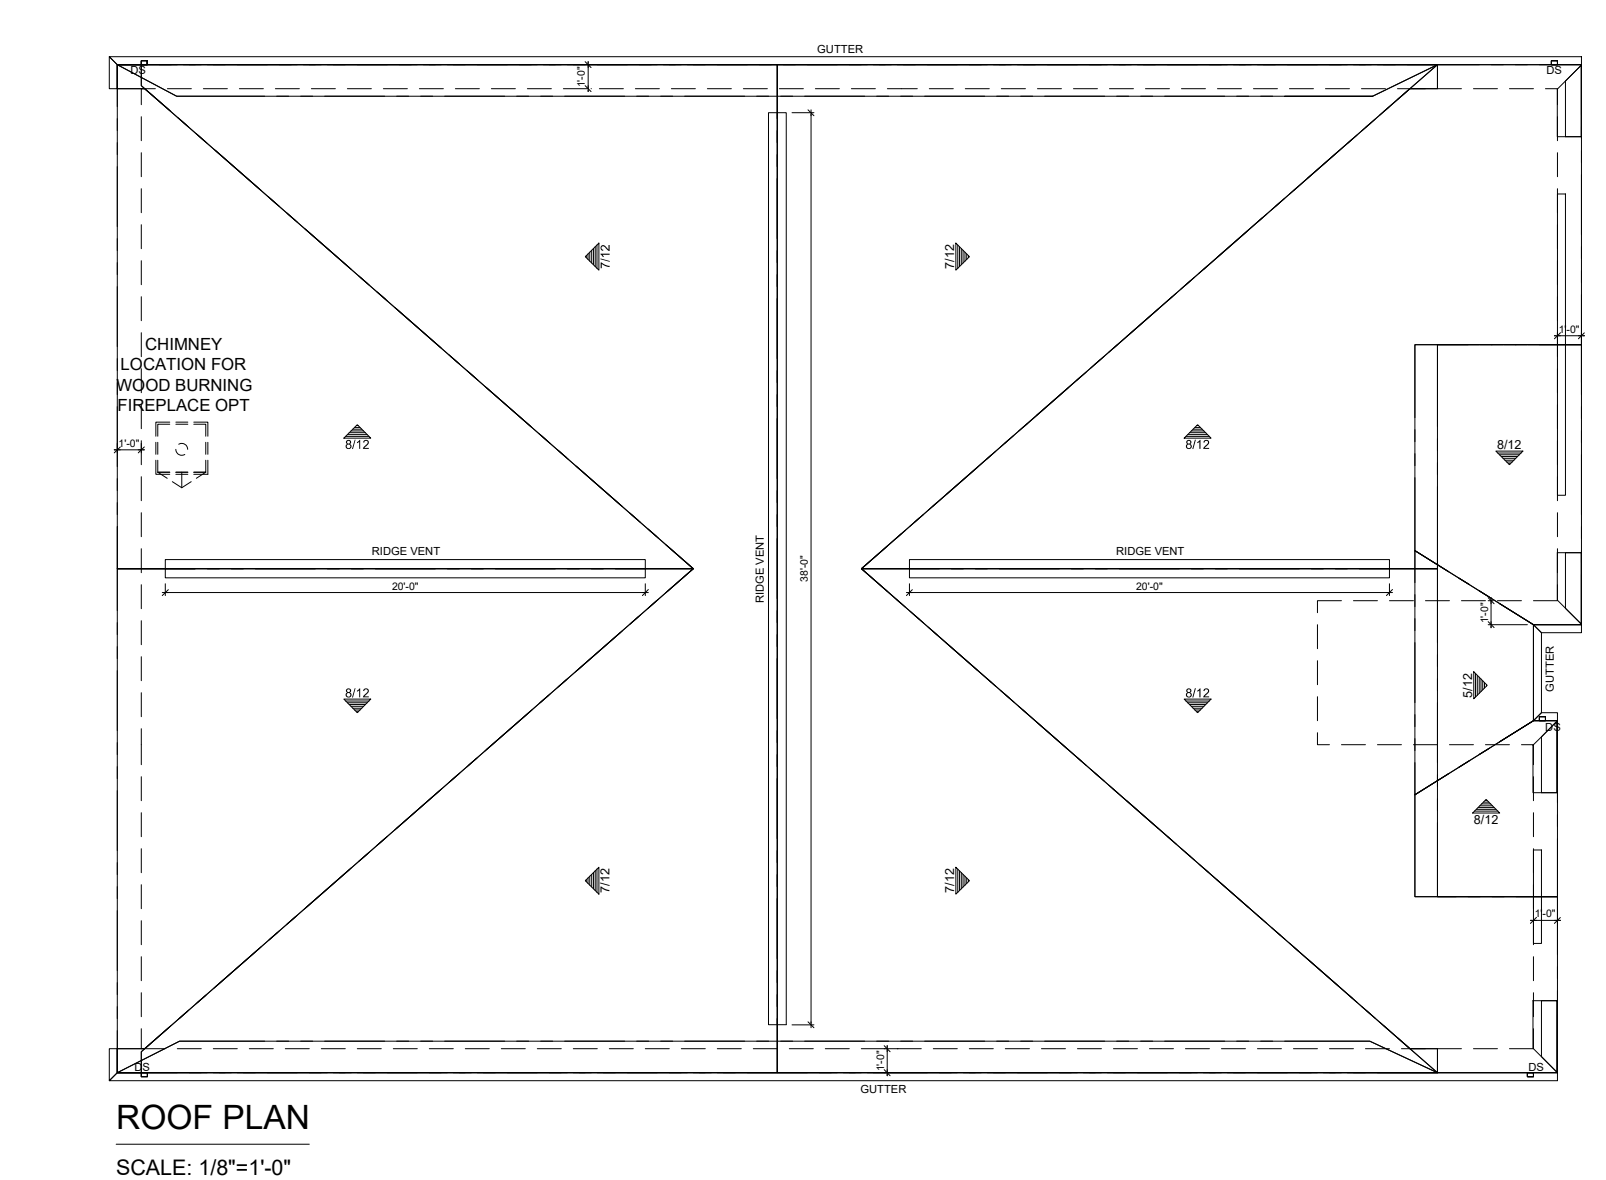 GUTTER
DS
1'-0"
DS
7/12
7/12
1'-0"
CHIMNEY
LOCATION FOR
WOOD BURNING
FIREPLACE OPT
1'-0"
8/12
8/12
8/12
RIDGE VENT
RIDGE VENT
38'-0"
RIDGE VENT
20'-0"
20'-0"
1'-0"
GUTTER
8/12
8/12
5/12
DS
8/12
7/12
7/12
1'-0"
DS
1'-0"
DS
GUTTER
ROOF PLAN
SCALE: 1/8"=1'-0"